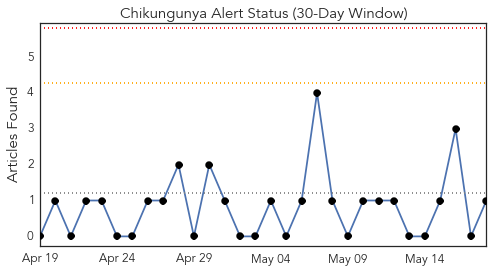 Chikungunya Alert Status (30-Day Window)
Articles Found
5
4
3
2
1
0
Apr 19 Apr 24 Apr 29 May 04 May 09 May 14